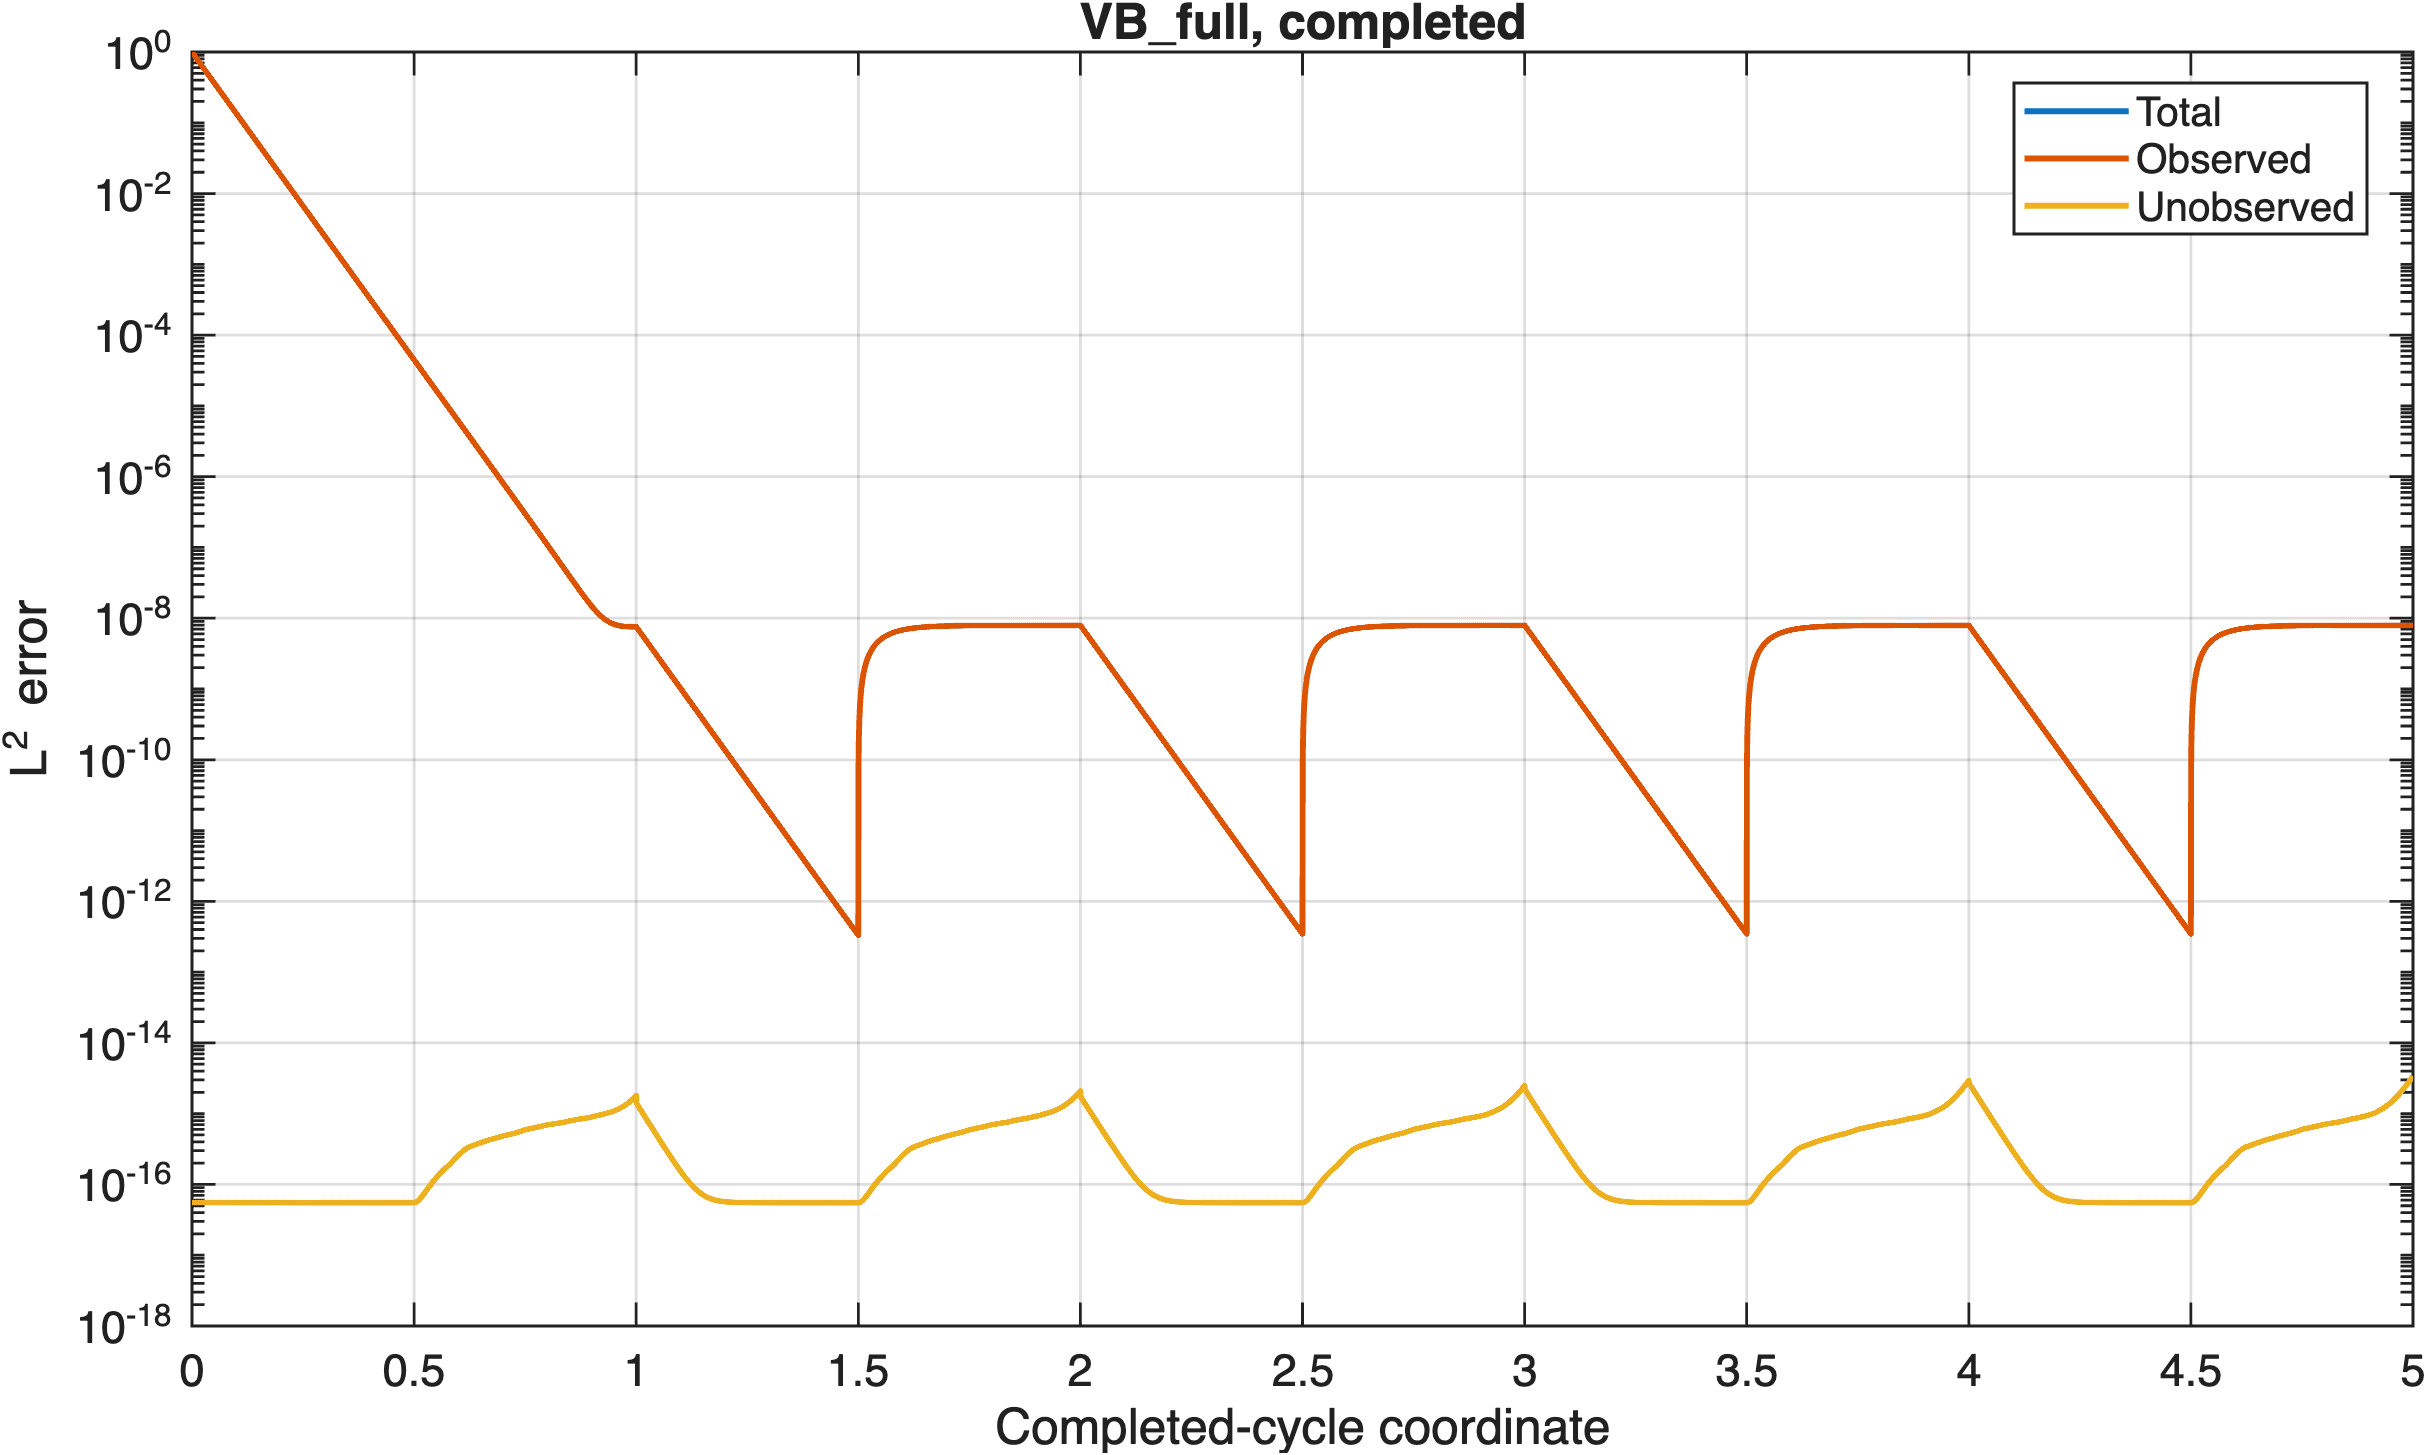 VB_full, completed
Total
Observed
Unobserved
10^0
10^-2
10^-4
10^-6
10^-8
10^-10
10^-12
10^-14
10^-16
10^-18
L^2 error
0 0.5 1 1.5 2 2.5 3 3.5 4 4.5 5
Completed-cycle coordinate